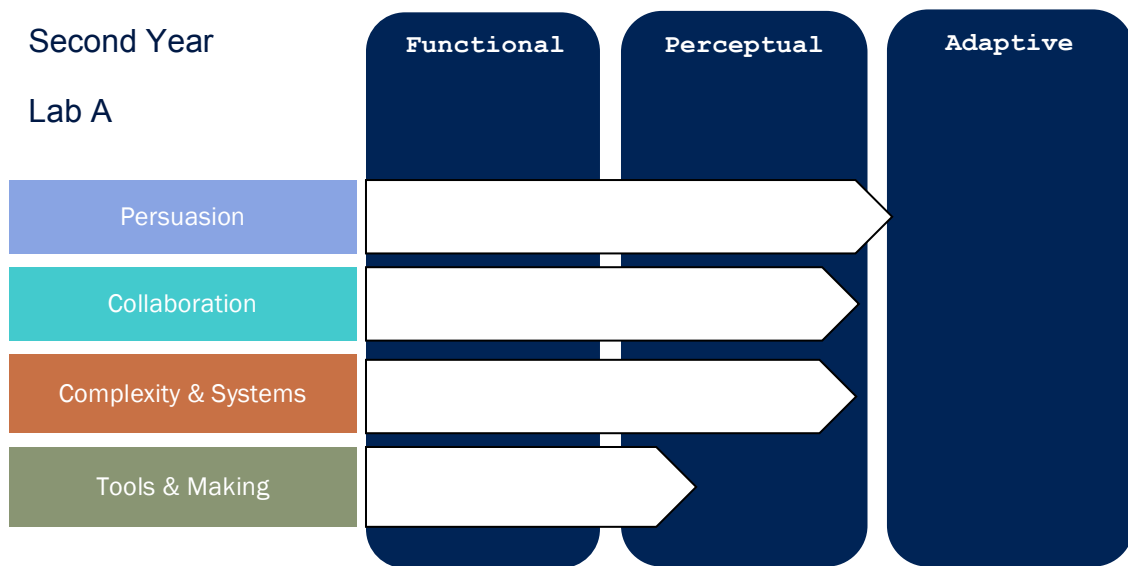 Second Year
Lab A
Functional
Perceptual
Adaptive
Persuasion
Collaboration
Complexity & Systems
Tools & Making